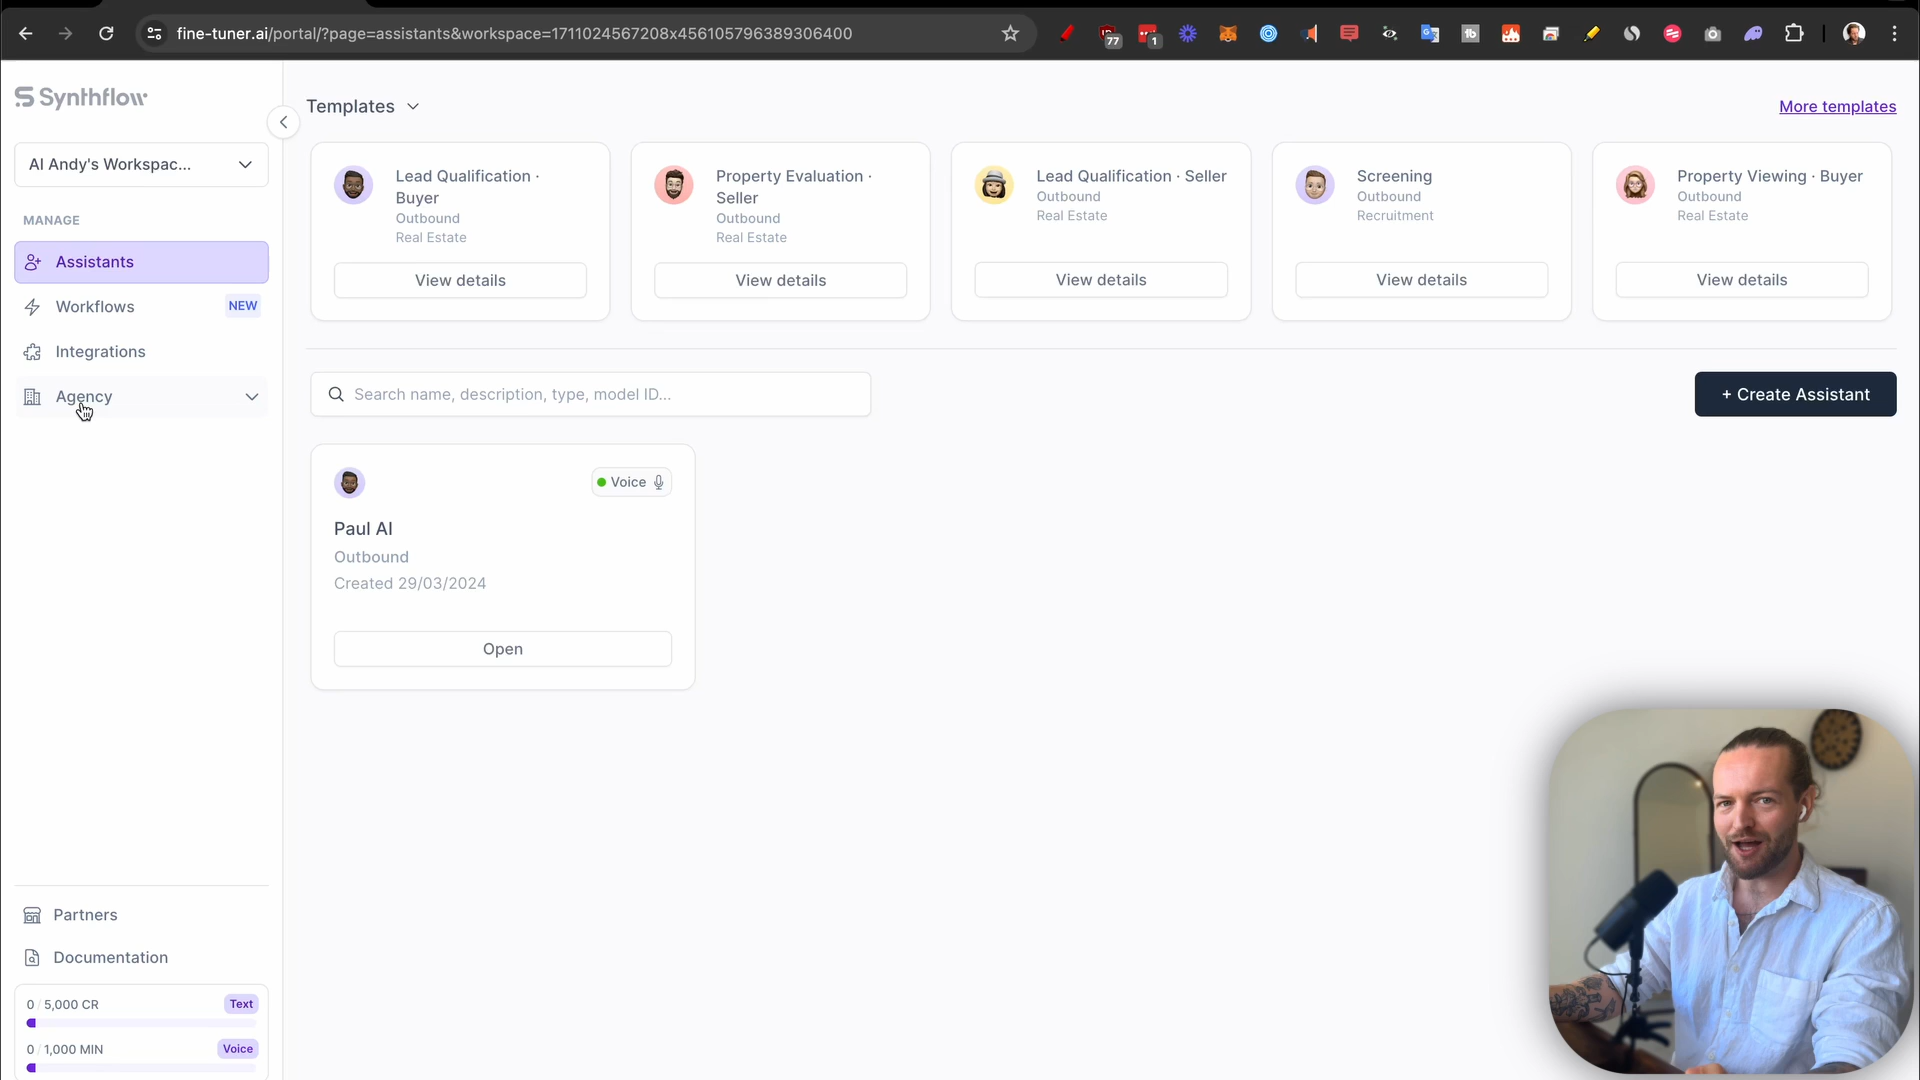 fine-tuner.ai/portal/?page=assistants&workspace=1711024567208x456105796389306400
77
1
Synthflow
AI Andy's Workspac...
MANAGE
Assistants
Workflows NEW
Integrations
Agency
Partners
Documentation
0 / 5,000 CR Text
0 / 1,000 MIN Voice
Templates
More templates
Lead Qualification ·
Buyer
Outbound
Real Estate
View details
Property Evaluation ·
Seller
Outbound
Real Estate
View details
Lead Qualification · Seller
Outbound
Real Estate
View details
Screening
Outbound
Recruitment
View details
Property Viewing · Buyer
Outbound
Real Estate
View details
Search name, description, type, model ID...
+ Create Assistant
Voice
Paul AI
Outbound
Created 29/03/2024
Open